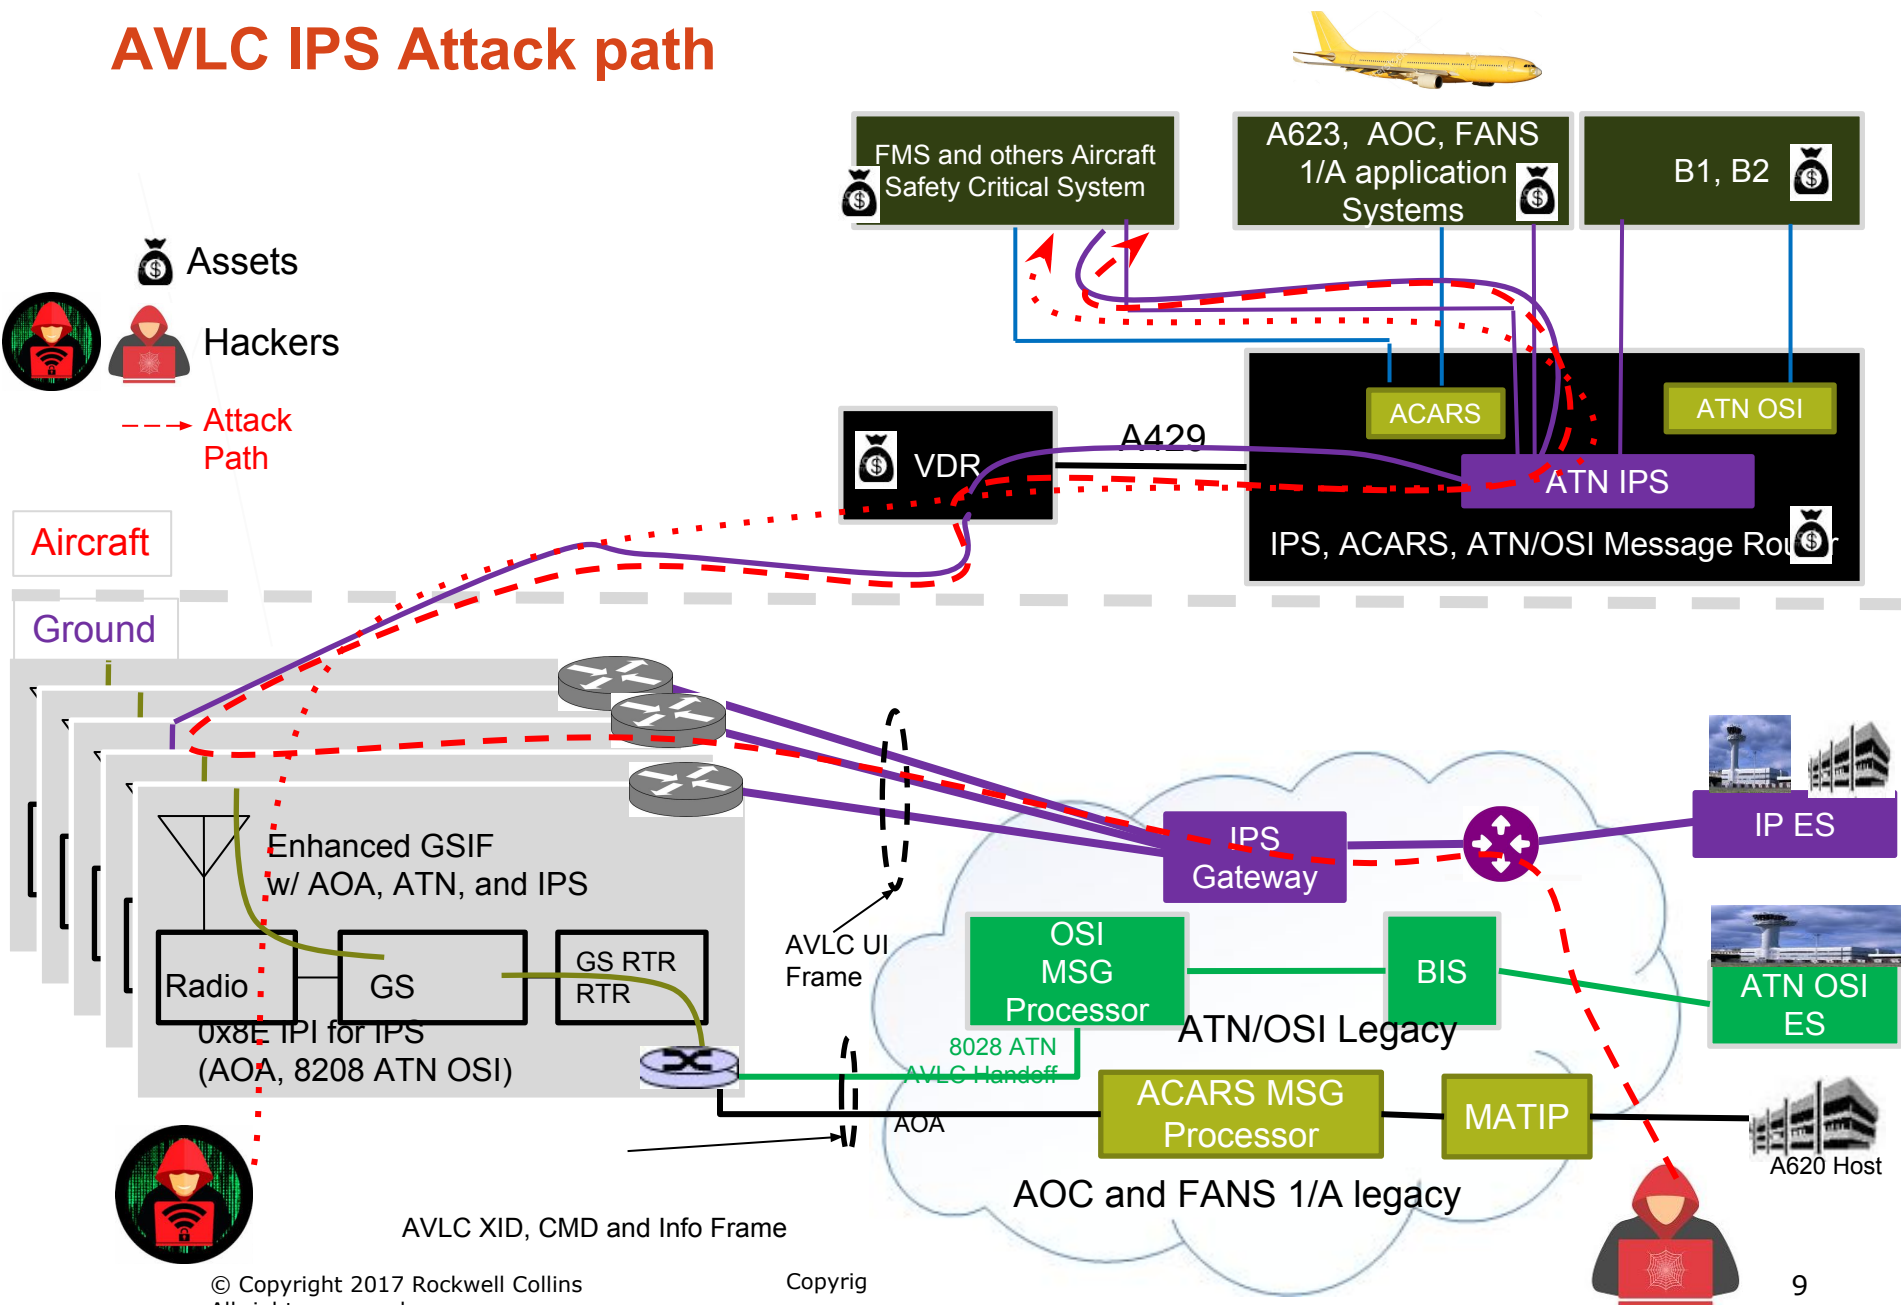 AVLC IPS Attack path
FMS and others Aircraft
Safety Critical System
A623, AOC, FANS
1/A application
Systems
B1, B2
Assets
Hackers
Attack
Path
ACARS
ATN OSI
A429
VDR
ATN IPS
IPS, ACARS, ATN/OSI Message Router
Aircraft
Ground
Enhanced GSIF
w/ AOA, ATN, and IPS
Radio
GS
GS RTR
RTR
0x8E IPI for IPS
(AOA, 8208 ATN OSI)
AVLC UI
Frame
IPS
Gateway
IP ES
OSI
MSG
Processor
BIS
ATN OSI
ES
ATN/OSI Legacy
8028 ATN
AVLC Handoff
AOA
ACARS MSG
Processor
MATIP
A620 Host
AOC and FANS 1/A legacy
AVLC XID, CMD and Info Frame
© Copyright 2017 Rockwell Collins
Copyrig
9